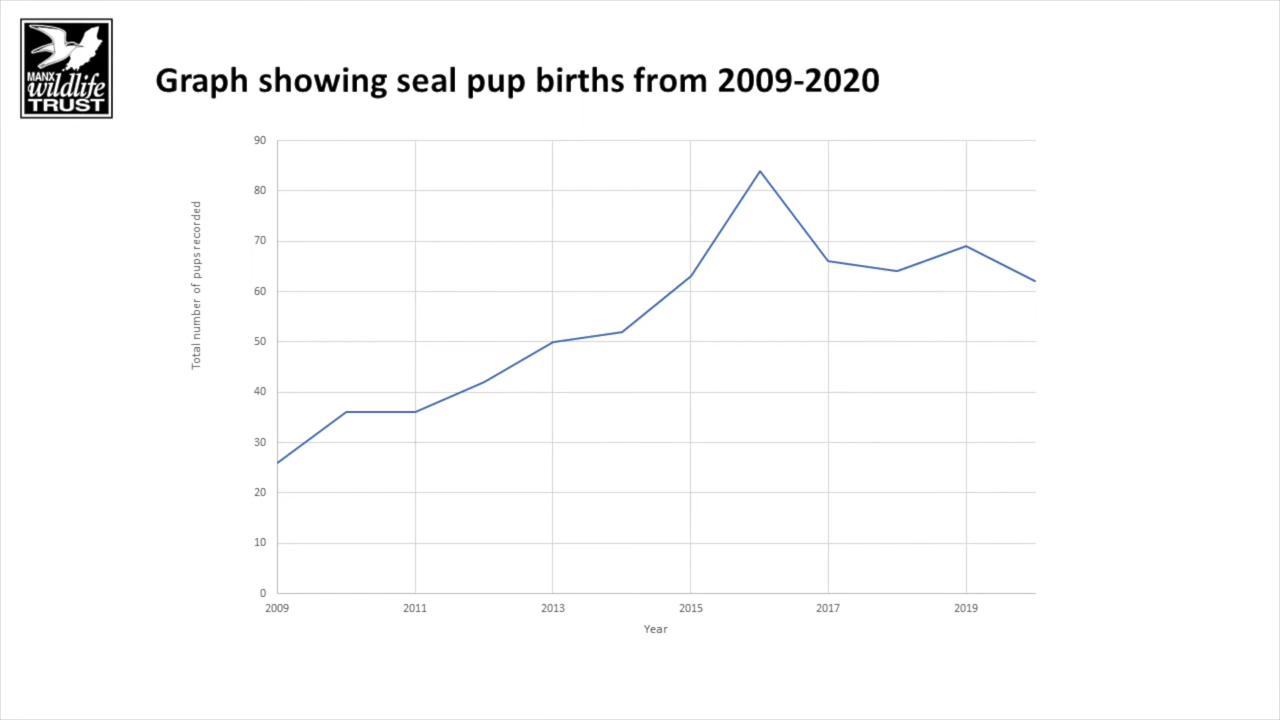 MANX
wildlife
TRUST
Graph showing seal pup births from 2009-2020
Total number of pups recorded
90
80
70
60
50
40
30
20
10
0
2009 2011 2013 2015 2017 2019
Year